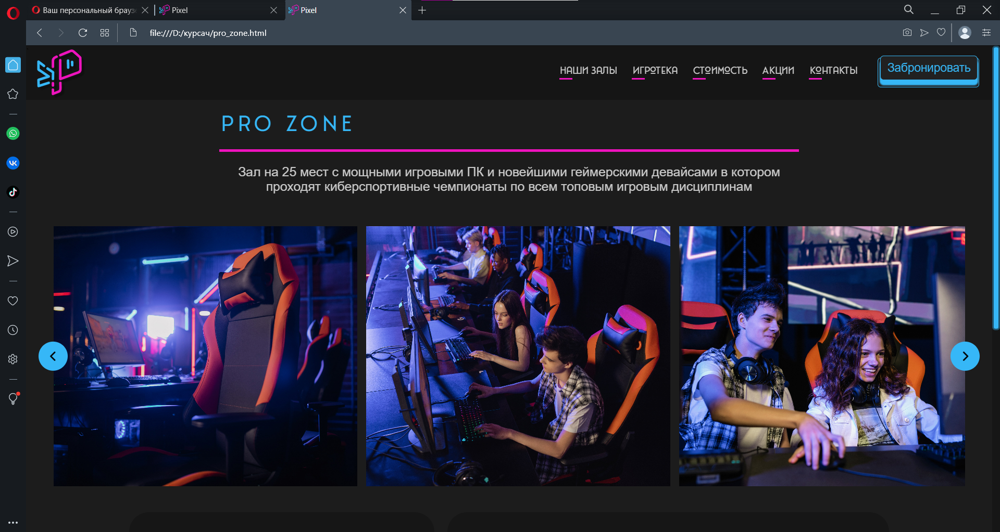 Ваш персональный браузе
Pixel
Pixel
file:///D:/курсач/pro_zone.html
НАШИ ЗАЛЫ
ИГРОТЕКА
СТОИМОСТЬ
АКЦИИ
КОНТАКТЫ
Забронировать
PRO ZONE
Зал на 25 мест с мощными игровыми ПК и новейшими геймерскими девайсами в котором
проходят киберспортивные чемпионаты по всем топовым игровым дисциплинам